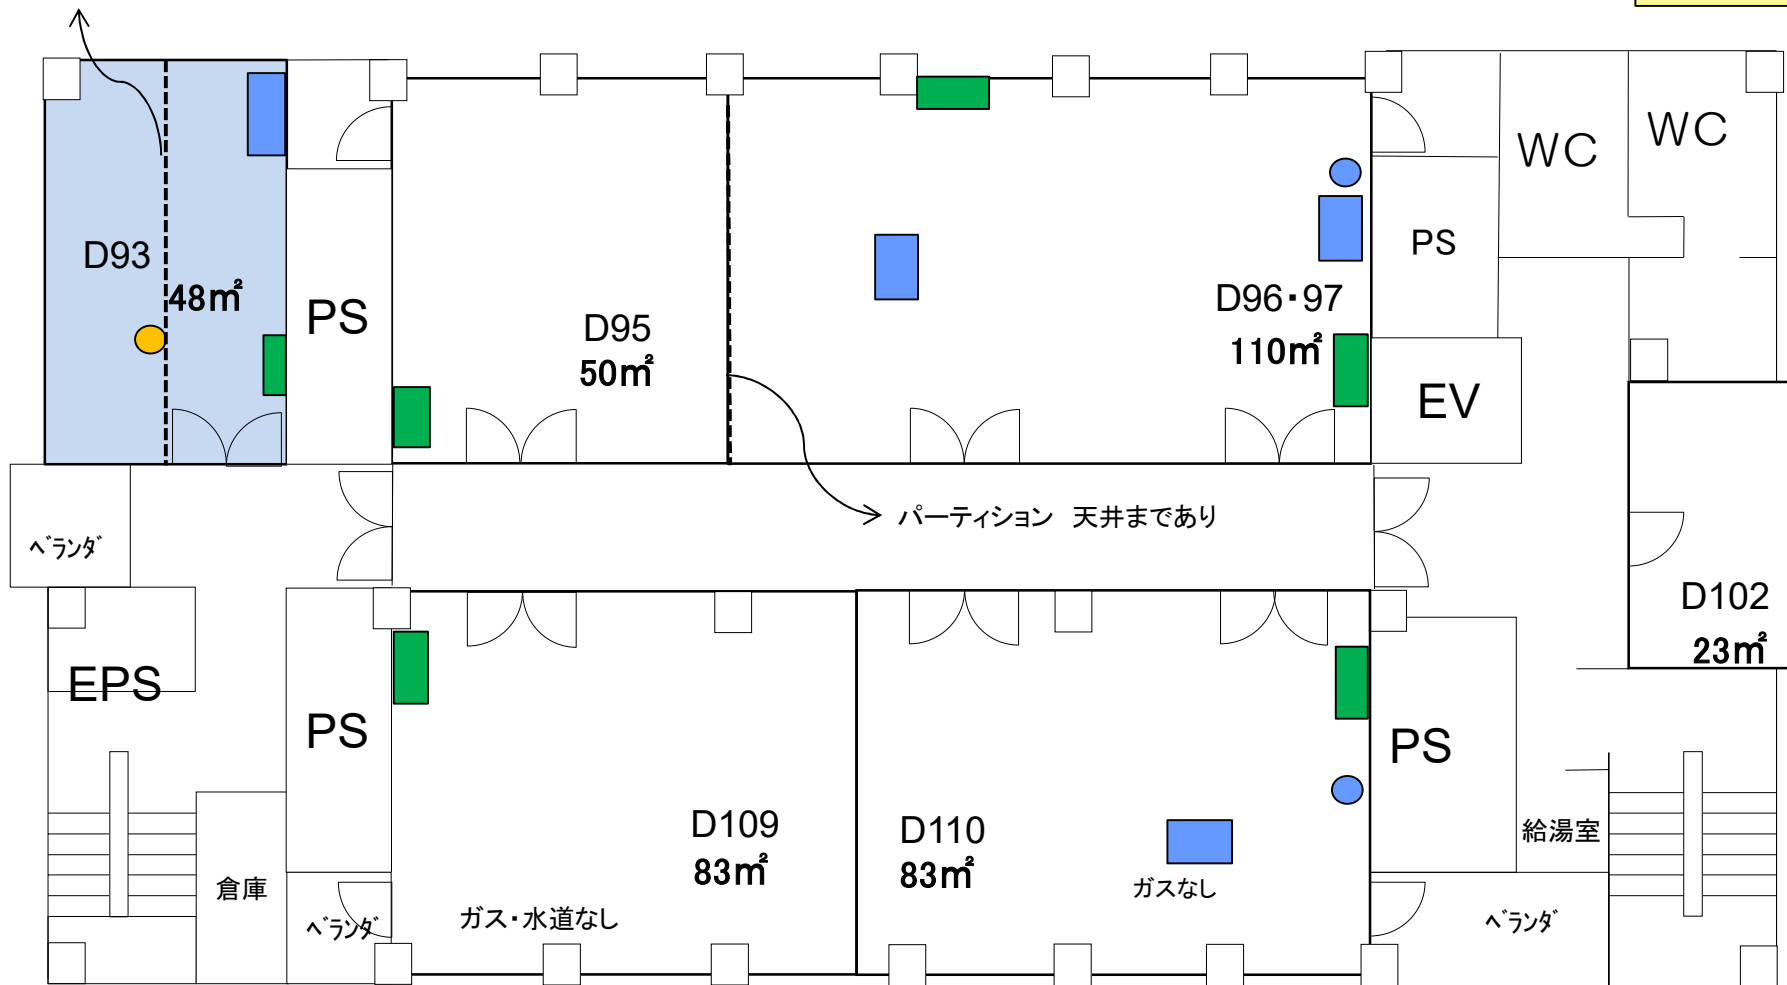 WC
WC
D93
48㎡
PS
D95
50㎡
PS
D96・97
110㎡
EV
パーティション 天井まであり
ベランダ
D102
23㎡
EPS
PS
PS
D109
83㎡
D110
83㎡
給湯室
倉庫
ガスなし
ベランダ
ガス・水道なし
ベランダ